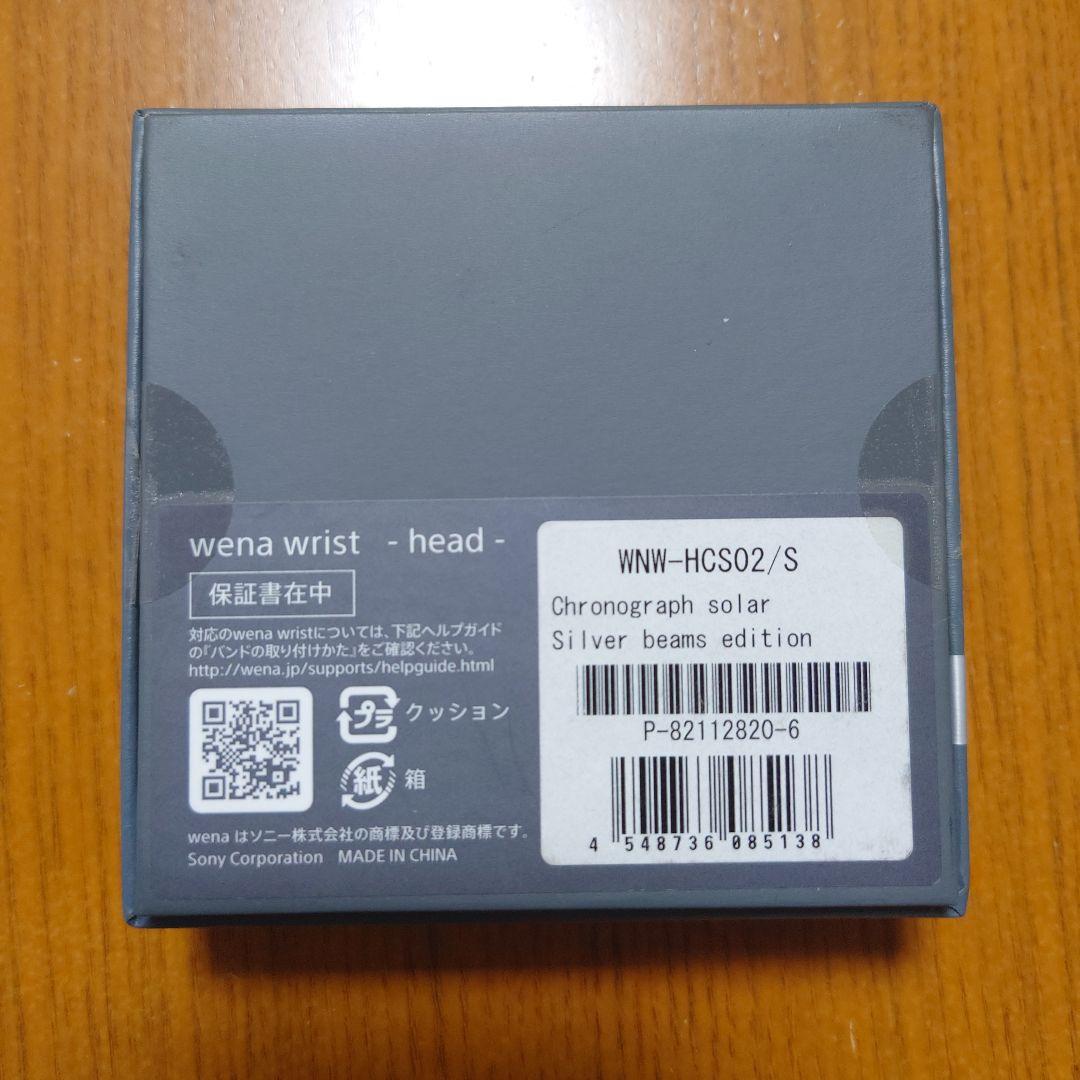 wena wrist - head -
保証書在中
対応のwena wristについては、下記ヘルプガイド
の『バンドの取り付けかた』をご確認ください。
http://wena.jp/supports/helpguide.html
プラ クッション
紙 箱
wena はソニー株式会社の商標及び登録商標です。
Sony Corporation MADE IN CHINA
WNW-HCS02/S
Chronograph solar
Silver beams edition
P-82112820-6
4 548736 085138